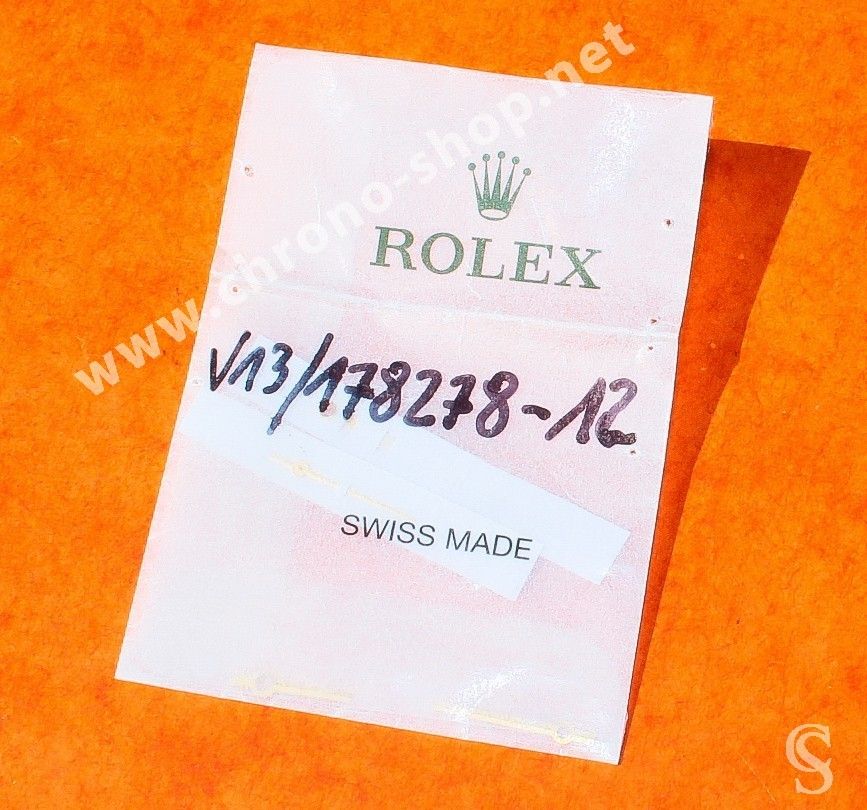 www.chrono-shop.net
ROLEX
V13/178278-12
SWISS MADE